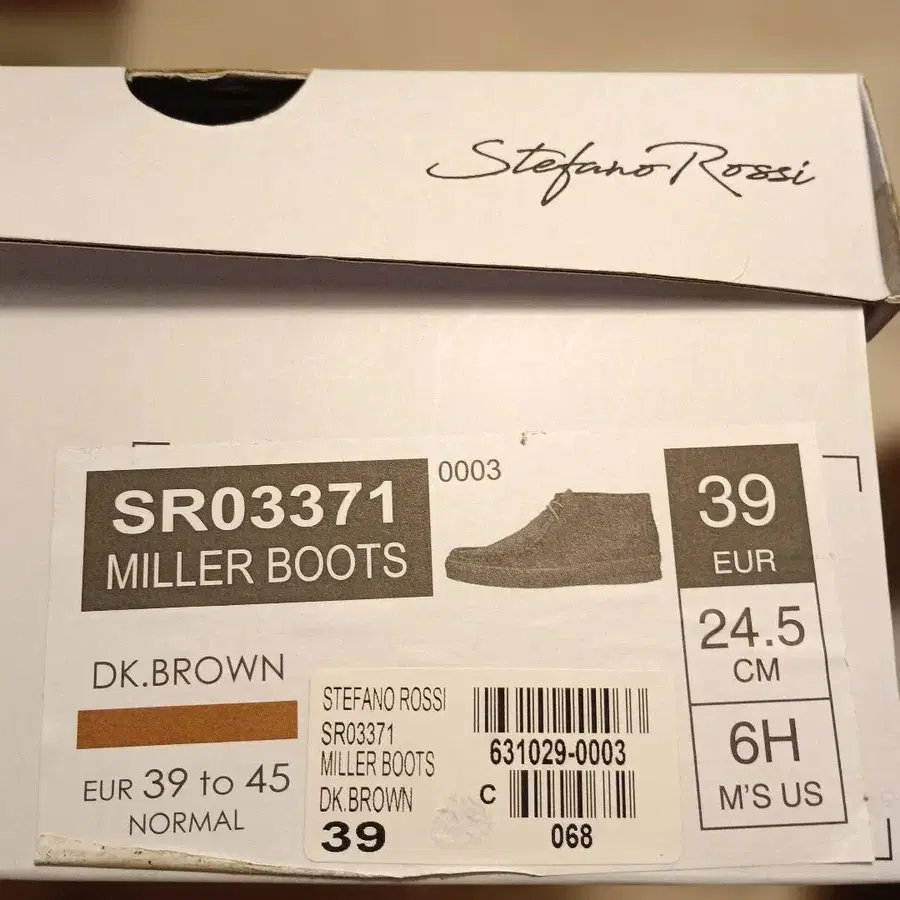 Stefano Rossi
SR03371
MILLER BOOTS
0003
39
EUR
24.5
CM
6H
M'S US
DK.BROWN
EUR 39 to 45
NORMAL
STEFANO ROSSI
SR03371
MILLER BOOTS
DK.BROWN
39
631029-0003
C
068